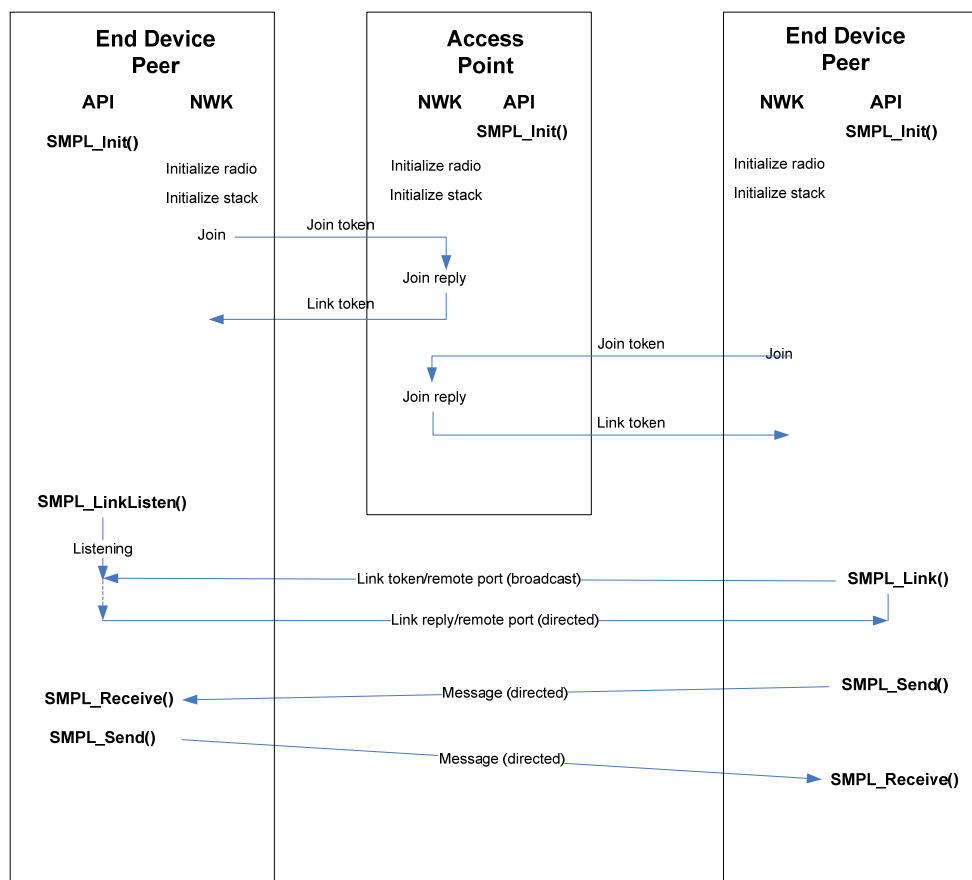 End Device
Peer
Access
Point
End Device
Peer
API
NWK
NWK
API
NWK
API
SMPL_Init()
SMPL_Init()
SMPL_Init()
Initialize radio
Initialize radio
Initialize radio
Initialize stack
Initialize stack
Initialize stack
Join
Join token
Join reply
Link token
Join token
Join
Join reply
Link token
SMPL_LinkListen()
Listening
Link token/remote port (broadcast)
SMPL_Link()
Link reply/remote port (directed)
SMPL_Receive()
Message (directed)
SMPL_Send()
SMPL_Send()
Message (directed)
SMPL_Receive()